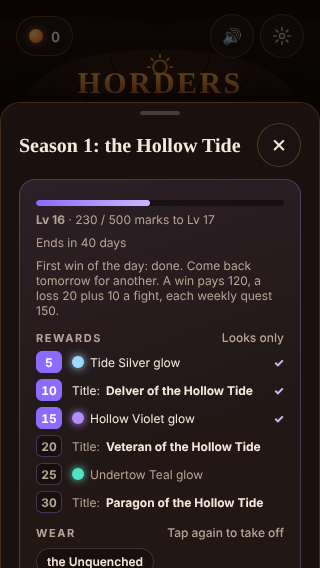 0
HORDERS
Season 1: the Hollow Tide
Lv 16 · 230 / 500 marks to Lv 17
Ends in 40 days
First win of the day: done. Come back
tomorrow for another. A win pays 120, a
loss 20 plus 10 a fight, each weekly quest
150.
REWARDS Looks only
5 Tide Silver glow
10 Title: Delver of the Hollow Tide
15 Hollow Violet glow
20 Title: Veteran of the Hollow Tide
25 Undertow Teal glow
30 Title: Paragon of the Hollow Tide
WEAR Tap again to take off
the Unquenched